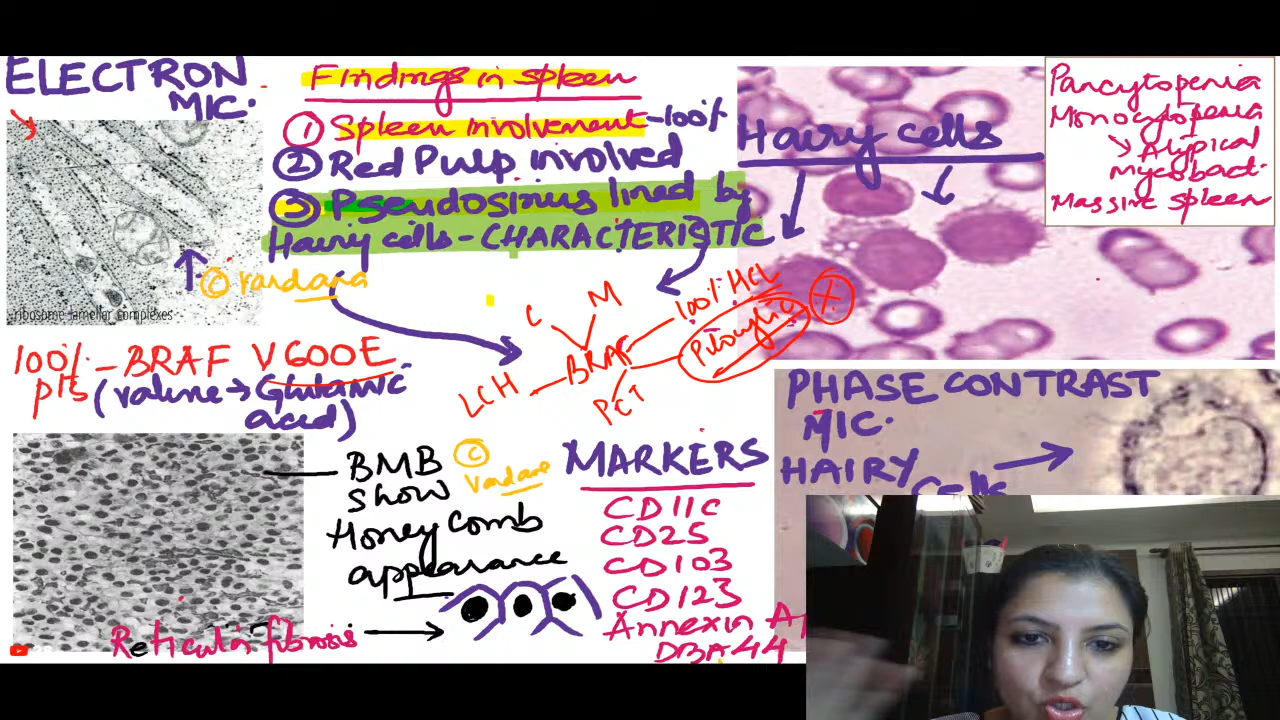 ELECTRON
MIC.
ribosome lamellar complexes
© Vandana
Findings in spleen
① Spleen involvement-100%
② Red Pulp involved
③ Pseudosinus lined by
Hairy cells-CHARACTERISTIC
Hairy cells
Pancytopenia
Monocytopenia
↘ Atypical
Mycobact.
Massive spleen
100% - BRAF V600E
pts (valine → Glutamic
acid)
C
M
100% HCL
BRAF
LCH
PCT
Pilocytic
BMB
show
Honey comb
appearance
© Vandana
Reticulin fibrosis
MARKERS
CD11c
CD25
CD103
CD123
Annexin A
DBA44
PHASE CONTRAST
MIC.
HAIRY
cells